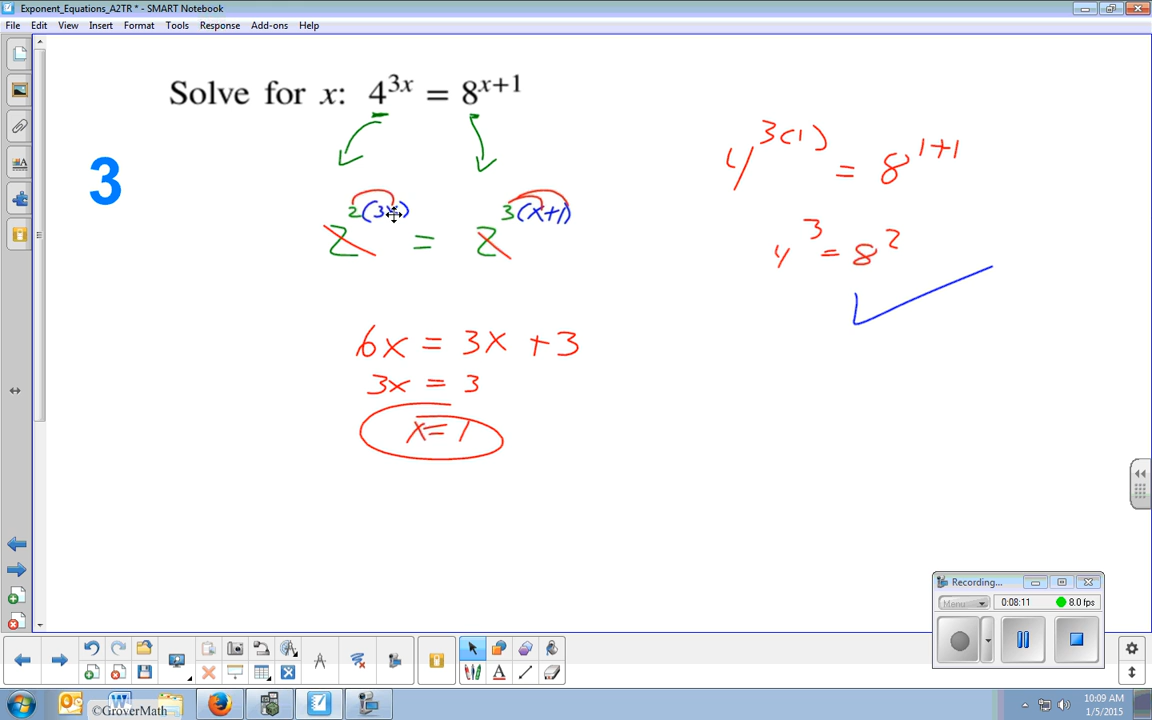 Exponent_Equations_A2TR * - SMART Notebook
File Edit View Insert Format Tools Response Add-ons Help
Solve for x: 4^{3x} = 8^{x+1}
3
2^{2(3x)} = 2^{3(x+1)}
6x = 3x + 3
3x = 3
x = 1
4^{3(1)} = 8^{1+1}
4^3 = 8^2
Recording...
Menu 0:08:11 8.0 fps
©GroverMath
10:09 AM
1/5/2015